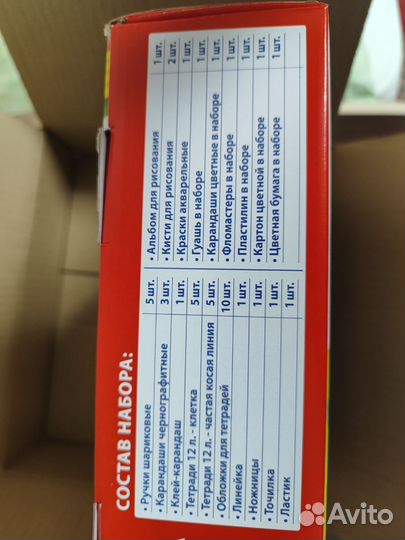 СОСТАВ НАБОРА:
• Ручки шариковые 5 шт.
• Карандаши чернографитные 3 шт.
• Клей-карандаш 1 шт.
• Тетради 12 л. - клетка 5 шт.
• Тетради 12 л. - частая косая линия 5 шт.
• Обложки для тетрадей 10 шт.
• Линейка 1 шт.
• Ножницы 1 шт.
• Точилка 1 шт.
• Ластик 1 шт.
• Альбом для рисования 1 шт.
• Кисти для рисования 2 шт.
• Краски акварельные 1 шт.
• Гуашь в наборе 1 шт.
• Карандаши цветные в наборе 1 шт.
• Фломастеры в наборе 1 шт.
• Пластилин в наборе 1 шт.
• Картон цветной в наборе 1 шт.
• Цветная бумага в наборе 1 шт.
Avito